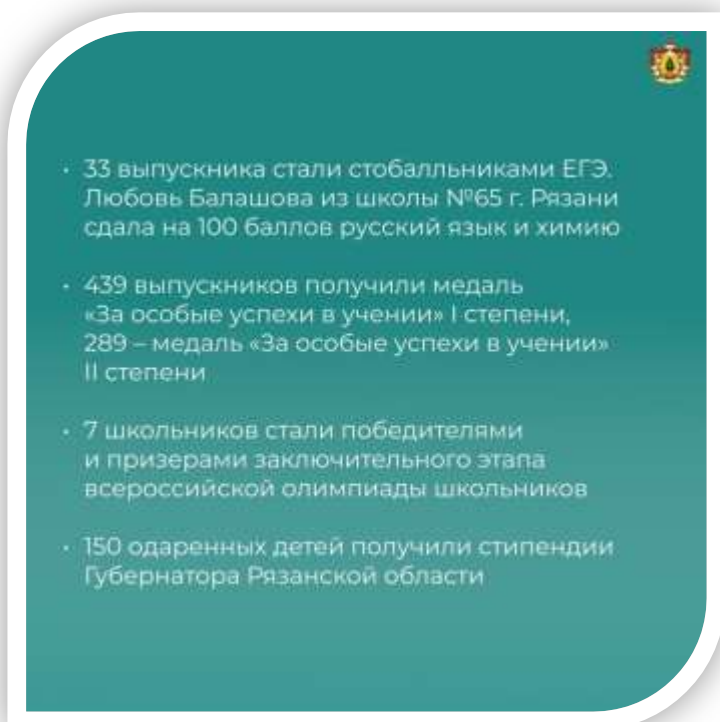 • 33 выпускника стали стобалльниками ЕГЭ.
Любовь Балашова из школы №65 г. Рязани
сдала на 100 баллов русский язык и химию
• 439 выпускников получили медаль
«За особые успехи в учении» I степени,
289 – медаль «За особые успехи в учении»
II степени
• 7 школьников стали победителями
и призерами заключительного этапа
всероссийской олимпиады школьников
• 150 одаренных детей получили стипендии
Губернатора Рязанской области